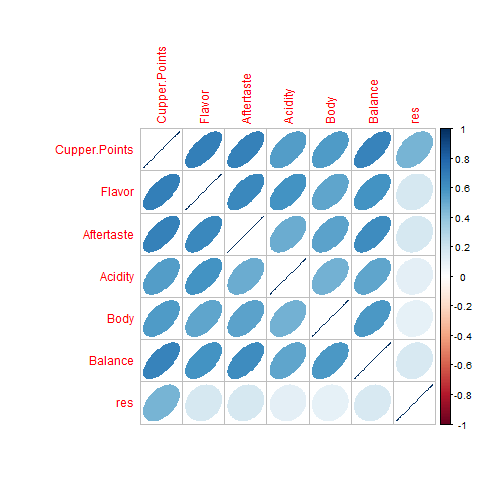 Cupper.Points
Flavor
Aftertaste
Acidity
Body
Balance
res
Cupper.Points
Flavor
Aftertaste
Acidity
Body
Balance
res
1
0.8
0.6
0.4
0.2
0
-0.2
-0.4
-0.6
-0.8
-1